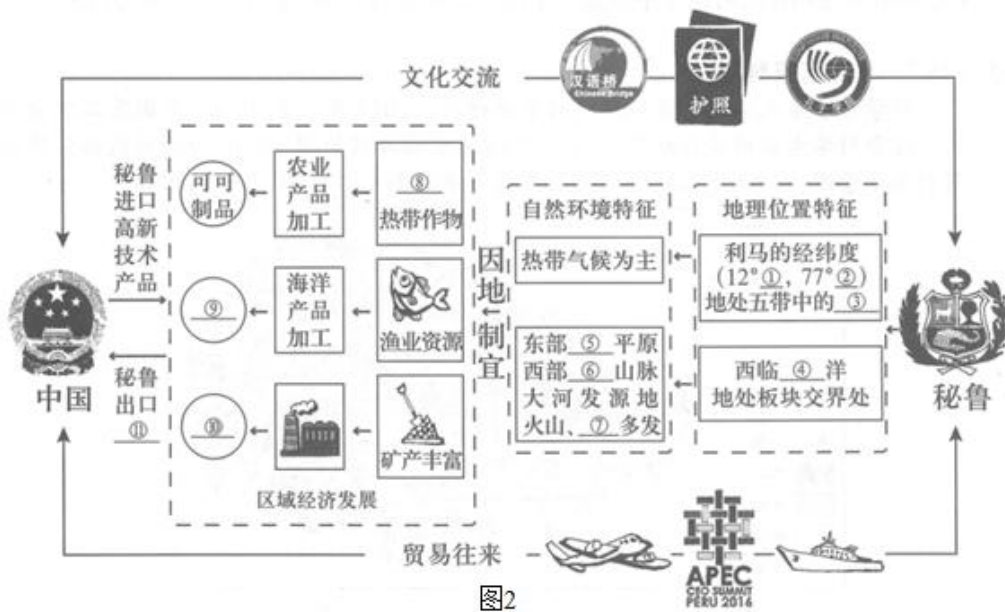 文化交流
汉语桥
Chinese Bridge
护照
秘鲁
进口
高新
技术
产品
可可
制品
农业
产品
加工
⑧
热带作物
自然环境特征
地理位置特征
热带气候为主
利马的经纬度
(12°①, 77°②)
地处五带中的③
因地制宜
⑨
海洋
产品
加工
渔业资源
东部⑤平原
西部⑥山脉
大河发源地
火山、⑦多发
西临④洋
地处板块交界处
中国
秘鲁
秘鲁
出口
⑪
⑩
矿产丰富
区域经济发展
贸易往来
APEC
CEO SUMMIT
PERU 2016
图2